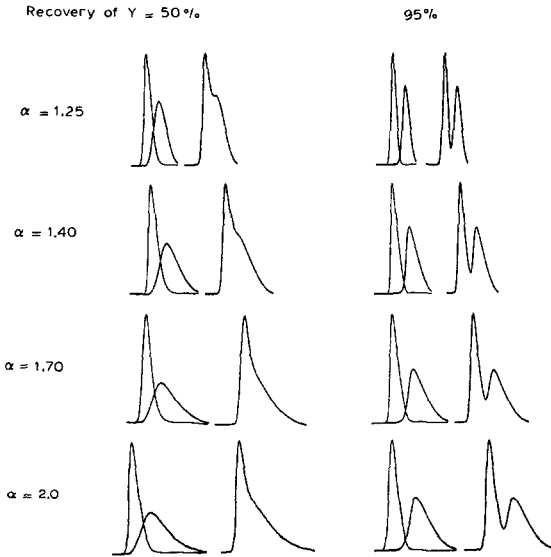 Recovery of Y = 50% 95%
α = 1.25
α = 1.40
α = 1.70
α = 2.0